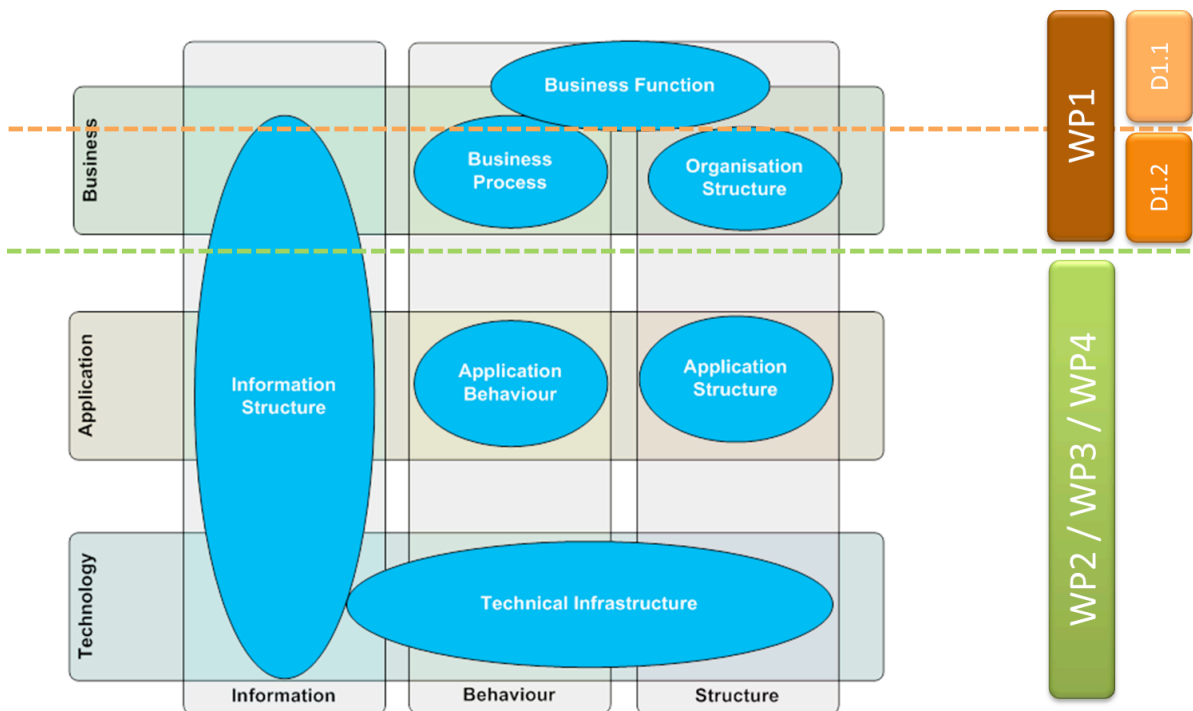 Business Function
D1.1
WP1
Business
Business
Process
Organisation
Structure
D1.2
Application
Information
Structure
Application
Behaviour
Application
Structure
WP2 / WP3 / WP4
Technology
Technical Infrastructure
Information
Behaviour
Structure